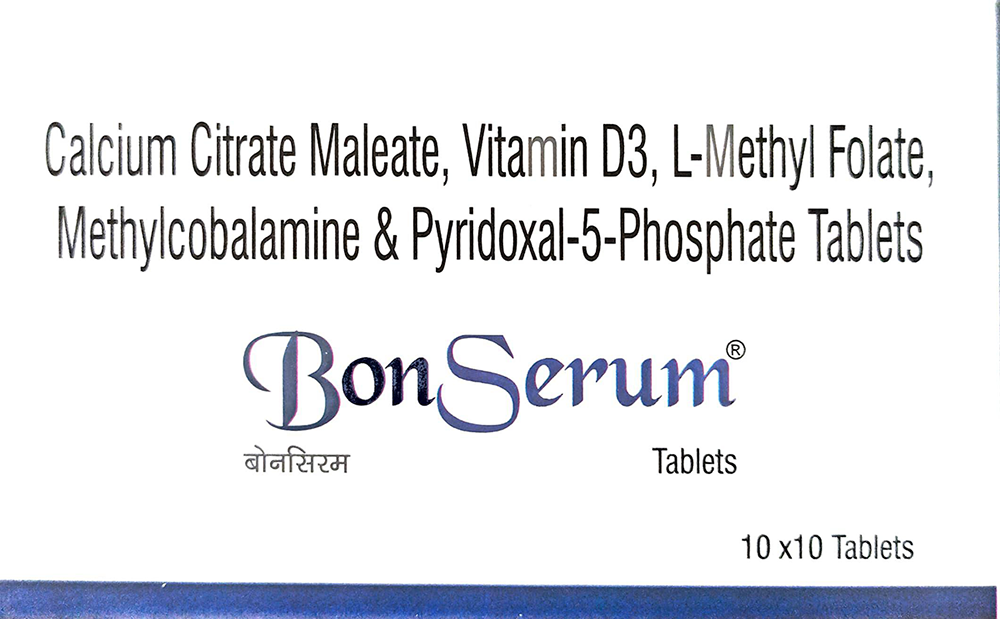 Calcium Citrate Maleate, Vitamin D3, L-Methyl Folate,
Methylcobalamine & Pyridoxal-5-Phosphate Tablets
BonSerum®
बोनसिरम
Tablets
10 x10 Tablets